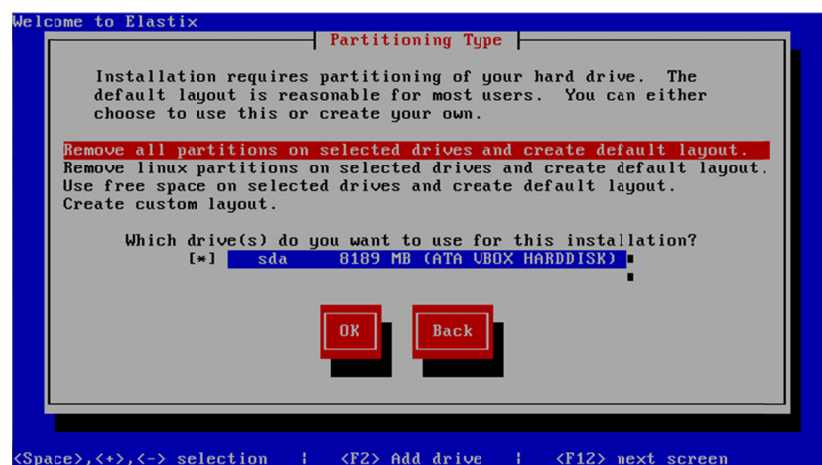 Welcome to Elastix
Partitioning Type
Installation requires partitioning of your hard drive. The
default layout is reasonable for most users. You can either
choose to use this or create your own.
Remove all partitions on selected drives and create default layout.
Remove linux partitions on selected drives and create default layout.
Use free space on selected drives and create default layout.
Create custom layout.
Which drive(s) do you want to use for this installation?
[*] sda 8189 MB (ATA VBOX HARDDISK)
OK Back
<Space>,<+>,<-> selection | <F2> Add drive | <F12> next screen